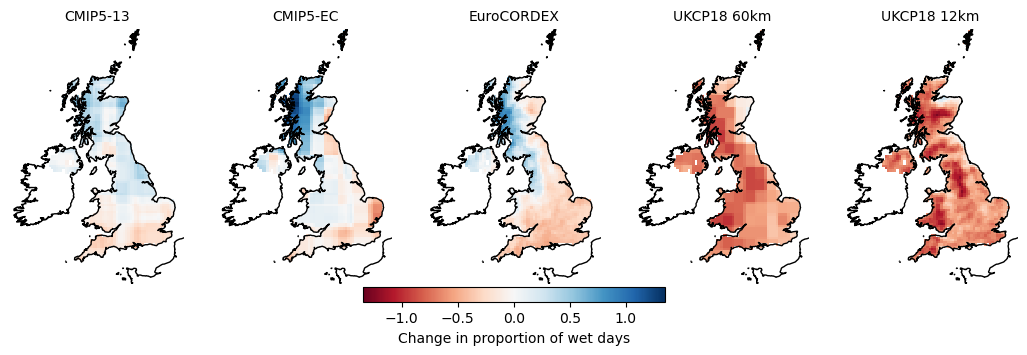 CMIP5-13 CMIP5-EC EuroCORDEX UKCP18 60km UKCP18 12km
−1.0 −0.5 0.0 0.5 1.0
Change in proportion of wet days